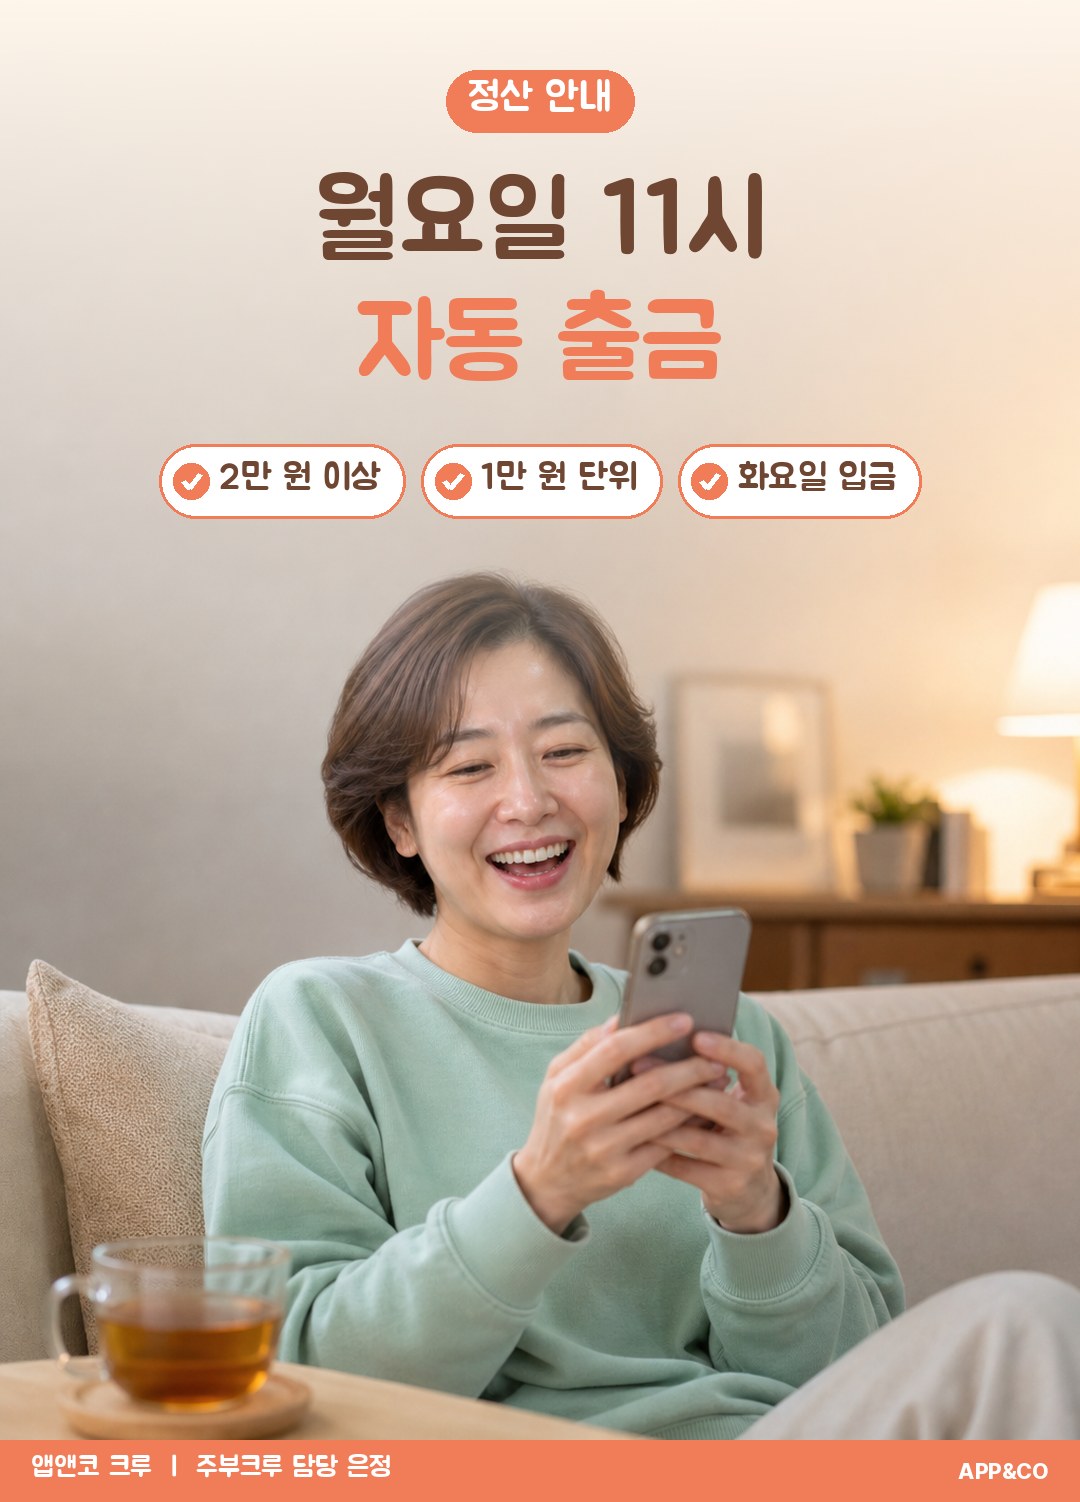 정산 안내
월요일 11시
자동 출금
2만 원 이상
1만 원 단위
화요일 입금
앱앤코 크루 | 주부크루 담당 은정
APP&CO